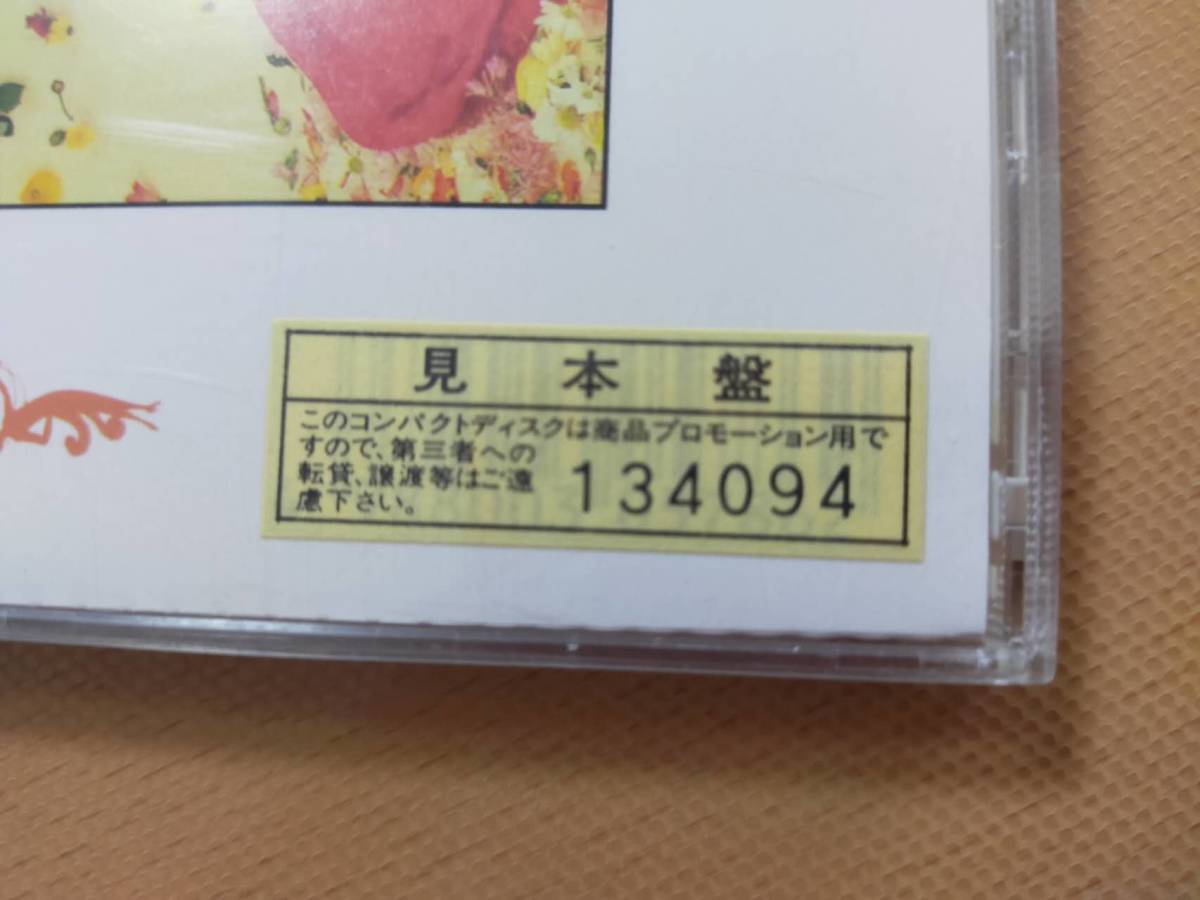 見本盤
このコンパクトディスクは商品プロモーション用で
すので、第三者への
転貸、譲渡等はご遠
慮下さい。
134094